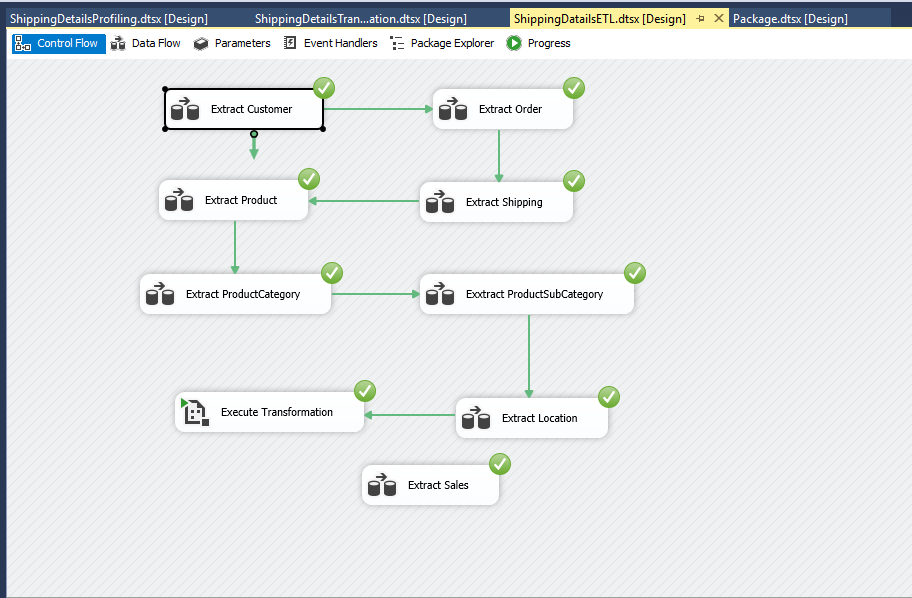 ShippingDetailsProfiling.dtsx [Design] ShippingDetailsTran...ation.dtsx [Design] ShippingDatailsETL.dtsx [Design] Package.dtsx [Design]
Control Flow Data Flow Parameters Event Handlers Package Explorer Progress
Extract Customer
Extract Order
Extract Product
Extract Shipping
Extract ProductCategory
Exxtract ProductSubCategory
Execute Transformation
Extract Location
Extract Sales